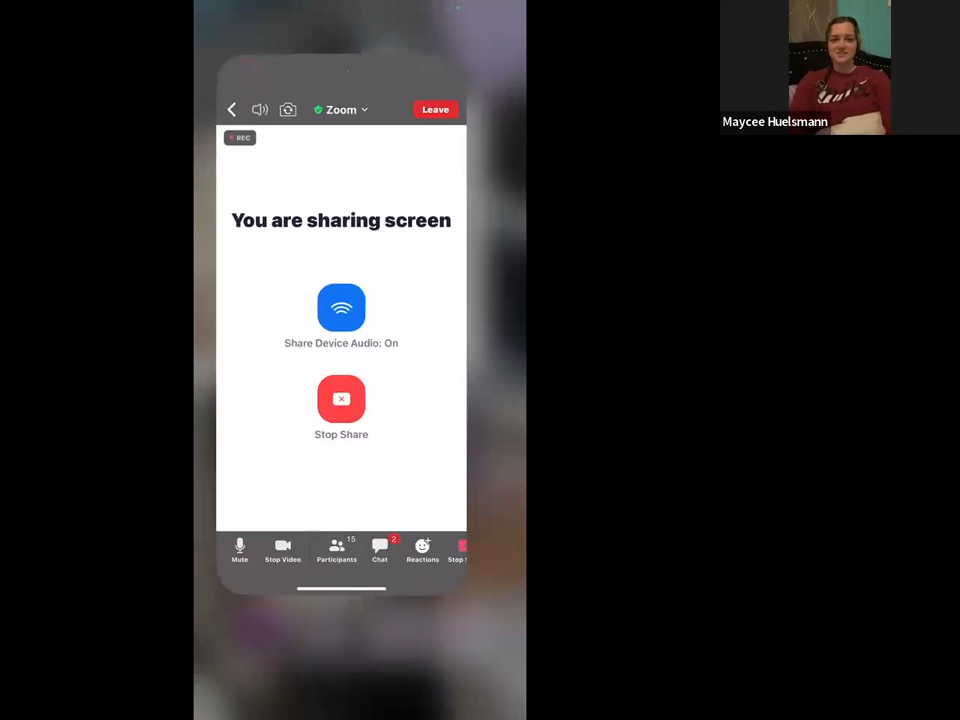 Zoom
Leave
REC
You are sharing screen
Share Device Audio: On
Stop Share
15
2
Mute
Stop Video
Participants
Chat
Reactions
Stop
Maycee Huelsmann